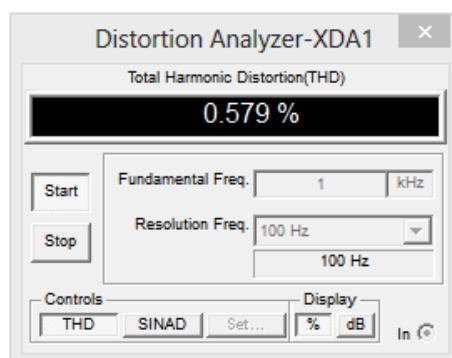 Distortion Analyzer-XDA1
Total Harmonic Distortion(THD)
0.579 %
Start
Stop
Fundamental Freq. 1 kHz
Resolution Freq. 100 Hz
100 Hz
Controls
THD SINAD Set...
Display
% dB
In